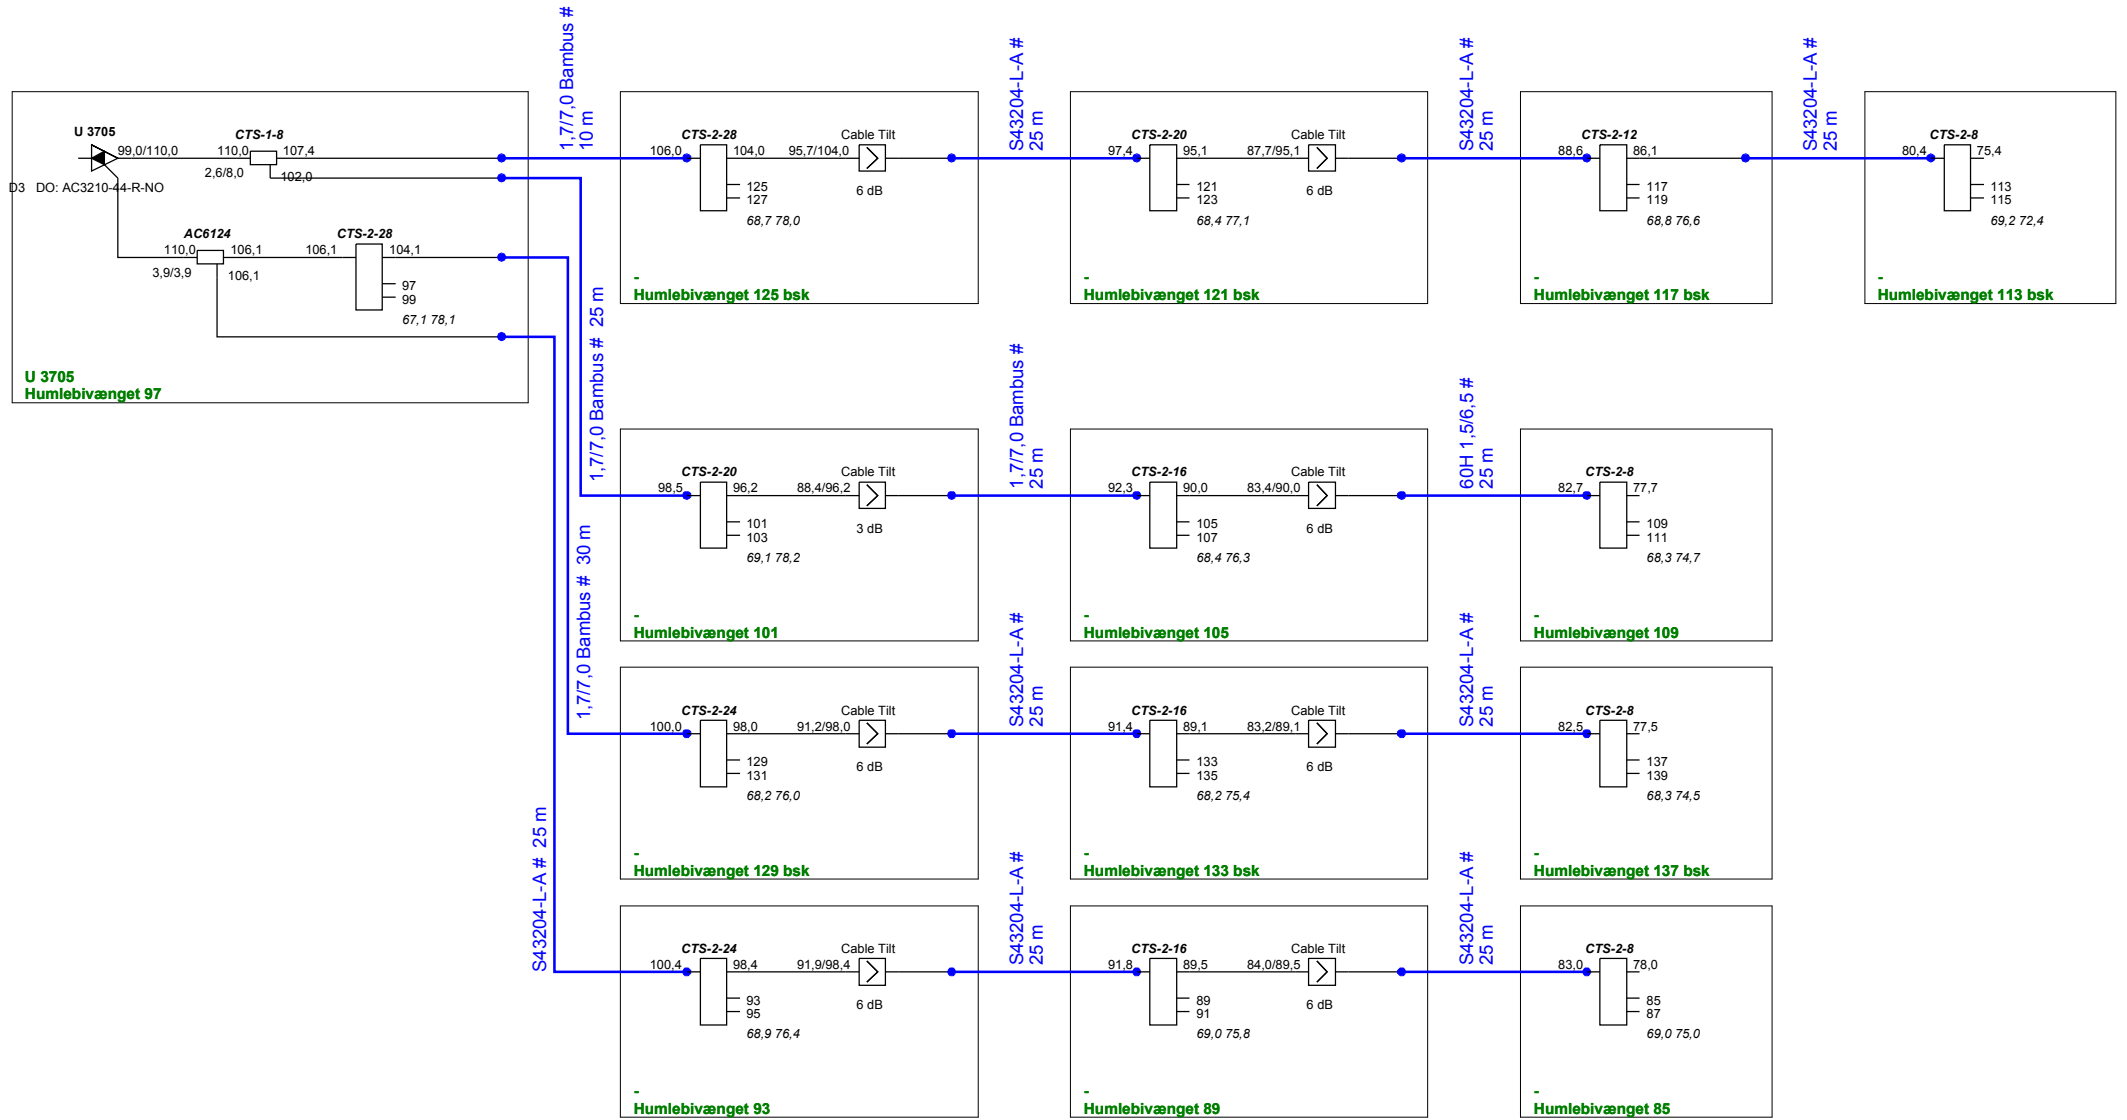 U 3705
99,0/110,0
D3 DO: AC3210-44-R-NO
CTS-1-8
110,0
107,4
2,6/8,0
102,0
AC6124
110,0
106,1
3,9/3,9
106,1
CTS-2-28
106,1
104,1
97
99
67,1 78,1
U 3705
Humlebivænget 97
1,7/7,0 Bambus #
10 m
CTS-2-28
106,0
104,0
125
127
68,7 78,0
Cable Tilt
95,7/104,0
6 dB
-
Humlebivænget 125 bsk
S43204-L-A #
25 m
CTS-2-20
97,4
95,1
121
123
68,4 77,1
Cable Tilt
87,7/95,1
6 dB
-
Humlebivænget 121 bsk
S43204-L-A #
25 m
CTS-2-12
88,6
86,1
117
119
68,8 76,6
-
Humlebivænget 117 bsk
S43204-L-A #
25 m
CTS-2-8
80,4
75,4
113
115
69,2 72,4
-
Humlebivænget 113 bsk
1,7/7,0 Bambus # 25 m
CTS-2-20
98,5
96,2
101
103
69,1 78,2
Cable Tilt
88,4/96,2
3 dB
-
Humlebivænget 101
1,7/7,0 Bambus #
25 m
CTS-2-16
92,3
90,0
105
107
68,4 76,3
Cable Tilt
83,4/90,0
6 dB
-
Humlebivænget 105
60H 1,5/6,5 #
25 m
CTS-2-8
82,7
77,7
109
111
68,3 74,7
-
Humlebivænget 109
1,7/7,0 Bambus # 30 m
CTS-2-24
100,0
98,0
129
131
68,2 76,0
Cable Tilt
91,2/98,0
6 dB
-
Humlebivænget 129 bsk
S43204-L-A #
25 m
CTS-2-16
91,4
89,1
133
135
68,2 75,4
Cable Tilt
83,2/89,1
6 dB
-
Humlebivænget 133 bsk
S43204-L-A #
25 m
CTS-2-8
82,5
77,5
137
139
68,3 74,5
-
Humlebivænget 137 bsk
S43204-L-A # 25 m
CTS-2-24
100,4
98,4
93
95
68,9 76,4
Cable Tilt
91,9/98,4
6 dB
-
Humlebivænget 93
S43204-L-A #
25 m
CTS-2-16
91,8
89,5
89
91
69,0 75,8
Cable Tilt
84,0/89,5
6 dB
-
Humlebivænget 89
S43204-L-A #
25 m
CTS-2-8
83,0
78,0
85
87
69,0 75,0
-
Humlebivænget 85